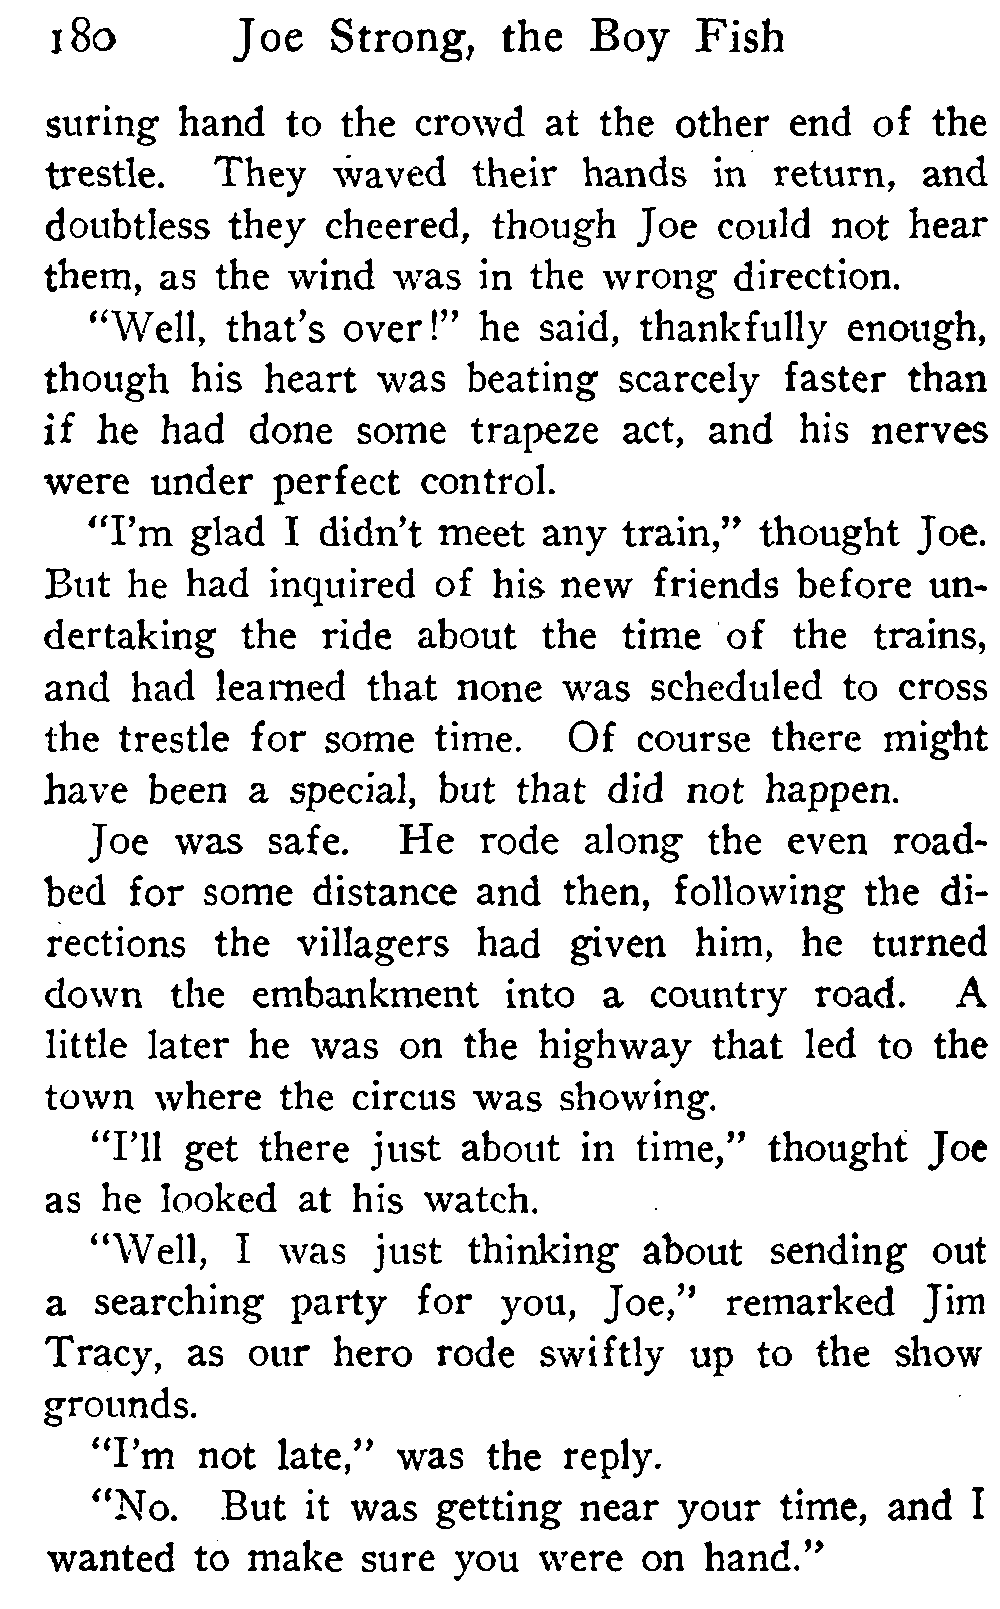 180 Joe Strong, the Boy Fish
suring hand to the crowd at the other end of the
trestle. They waved their hands in return, and
doubtless they cheered, though Joe could not hear
them, as the wind was in the wrong direction.
"Well, that's over!" he said, thankfully enough,
though his heart was beating scarcely faster than
if he had done some trapeze act, and his nerves
were under perfect control.
"I'm glad I didn't meet any train," thought Joe.
But he had inquired of his new friends before un-
dertaking the ride about the time of the trains,
and had learned that none was scheduled to cross
the trestle for some time. Of course there might
have been a special, but that did not happen.
Joe was safe. He rode along the even road-
bed for some distance and then, following the di-
rections the villagers had given him, he turned
down the embankment into a country road. A
little later he was on the highway that led to the
town where the circus was showing.
"I'll get there just about in time," thought Joe
as he looked at his watch.
"Well, I was just thinking about sending out
a searching party for you, Joe," remarked Jim
Tracy, as our hero rode swiftly up to the show
grounds.
"I'm not late," was the reply.
"No. But it was getting near your time, and I
wanted to make sure you were on hand."